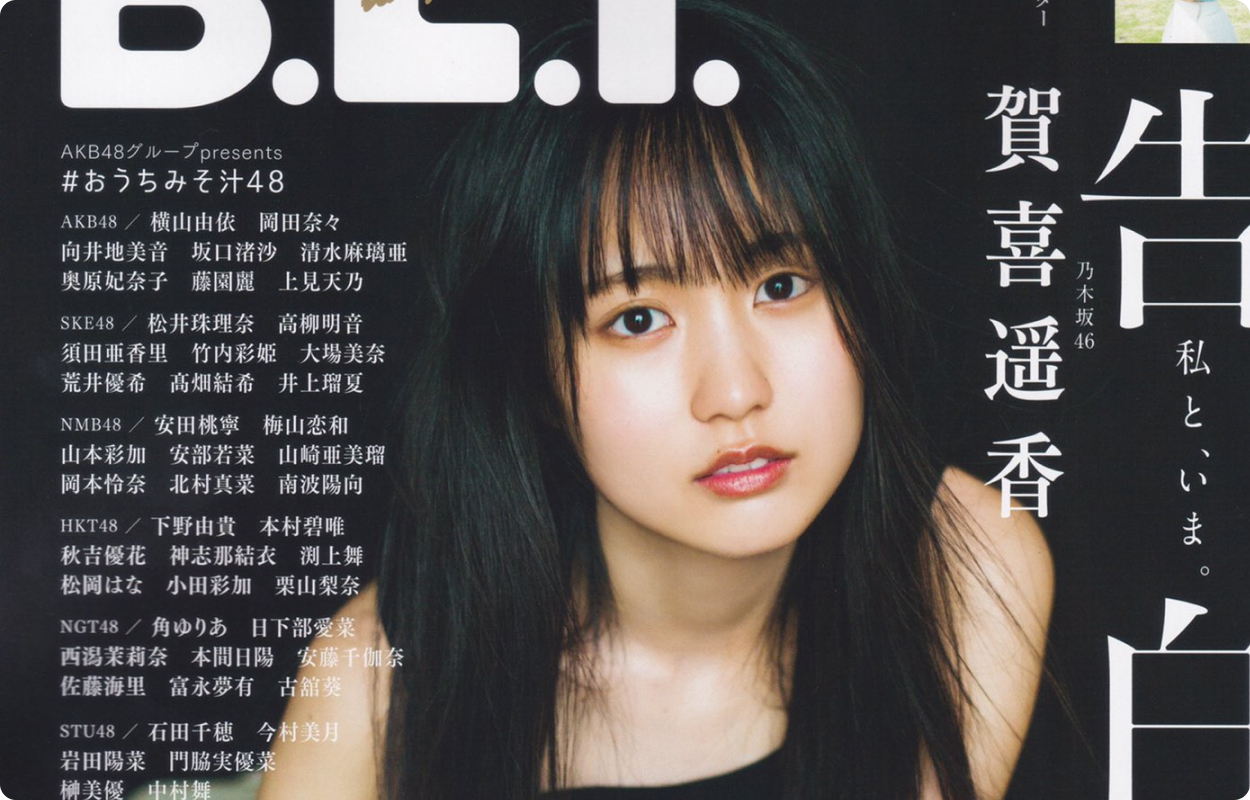 B.L.T.
AKB48グループpresents
#おうちみそ汁48
AKB48 ／ 横山由依　岡田奈々
向井地美音　坂口渚沙　清水麻璃亜
奥原妃奈子　藤園麗　上見天乃
SKE48 ／ 松井珠理奈　高柳明音
須田亜香里　竹内彩姫　大場美奈
荒井優希　髙畑結希　井上瑠夏
NMB48 ／ 安田桃寧　梅山恋和
山本彩加　安部若菜　山崎亜美瑠
岡本怜奈　北村真菜　南波陽向
HKT48 ／ 下野由貴　本村碧唯
秋吉優花　神志那結衣　渕上舞
松岡はな　小田彩加　栗山梨奈
NGT48 ／ 角ゆりあ　日下部愛菜
西潟茉莉奈　本間日陽　安藤千伽奈
佐藤海里　富永夢有　古舘葵
STU48 ／ 石田千穂　今村美月
岩田陽菜　門脇実優菜
榊美優　中村舞
ター
賀喜遥香
乃木坂46
告白
私と、いま。